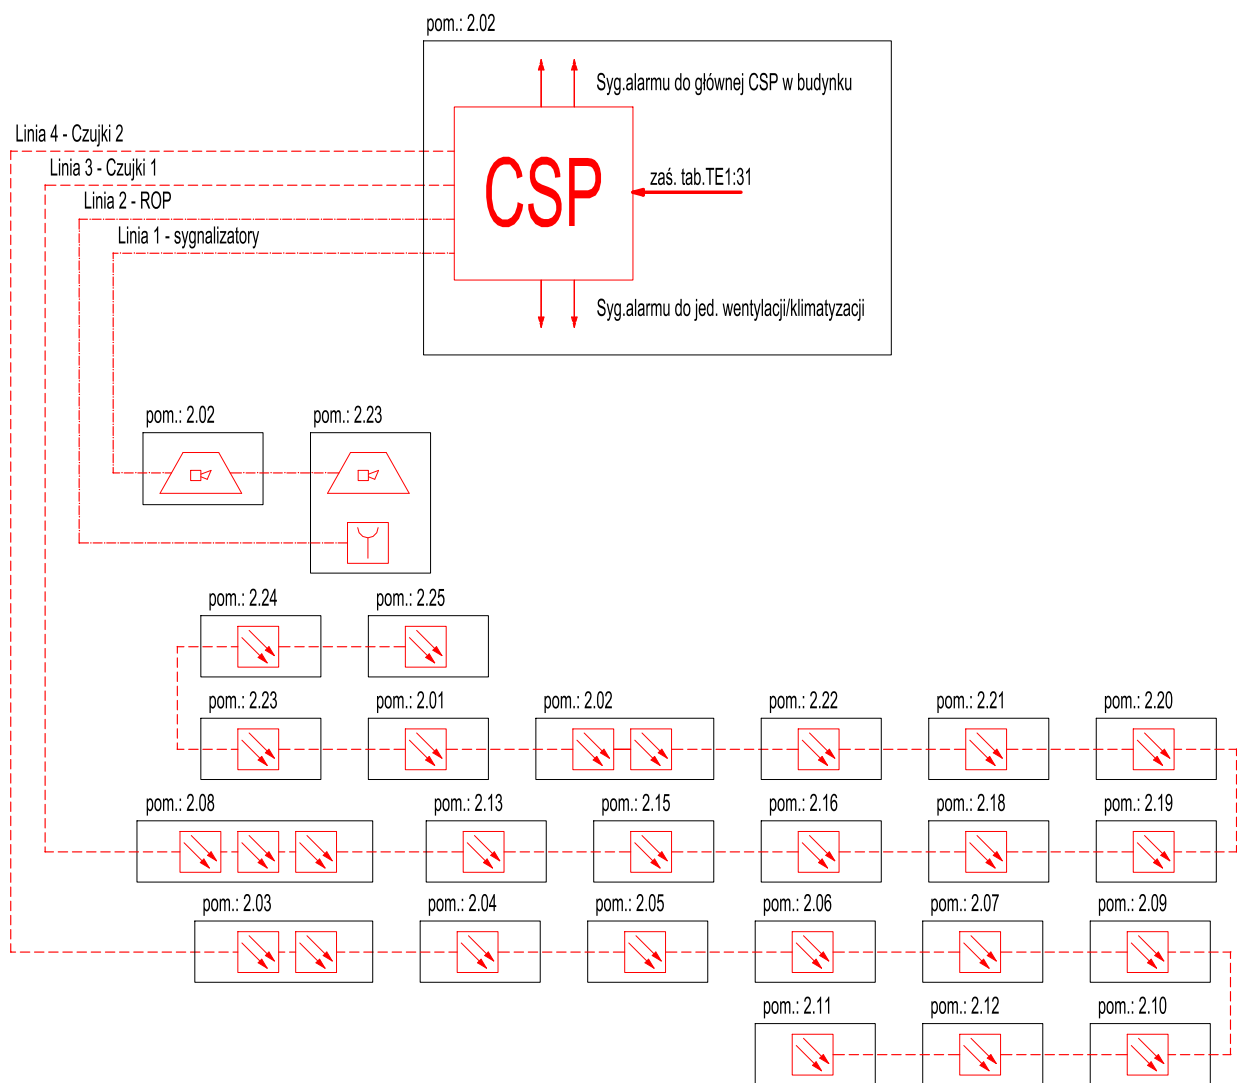 pom.: 2.02
Syg.alarmu do głównej CSP w budynku
Linia 4 - Czujki 2
Linia 3 - Czujki 1
CSP
zaś. tab.TE1:31
Linia 2 - ROP
Linia 1 - sygnalizatory
Syg.alarmu do jed. wentylacji/klimatyzacji
pom.: 2.02
pom.: 2.23
pom.: 2.24
pom.: 2.25
pom.: 2.23
pom.: 2.01
pom.: 2.02
pom.: 2.22
pom.: 2.21
pom.: 2.20
pom.: 2.08
pom.: 2.13
pom.: 2.15
pom.: 2.16
pom.: 2.18
pom.: 2.19
pom.: 2.03
pom.: 2.04
pom.: 2.05
pom.: 2.06
pom.: 2.07
pom.: 2.09
pom.: 2.11
pom.: 2.12
pom.: 2.10